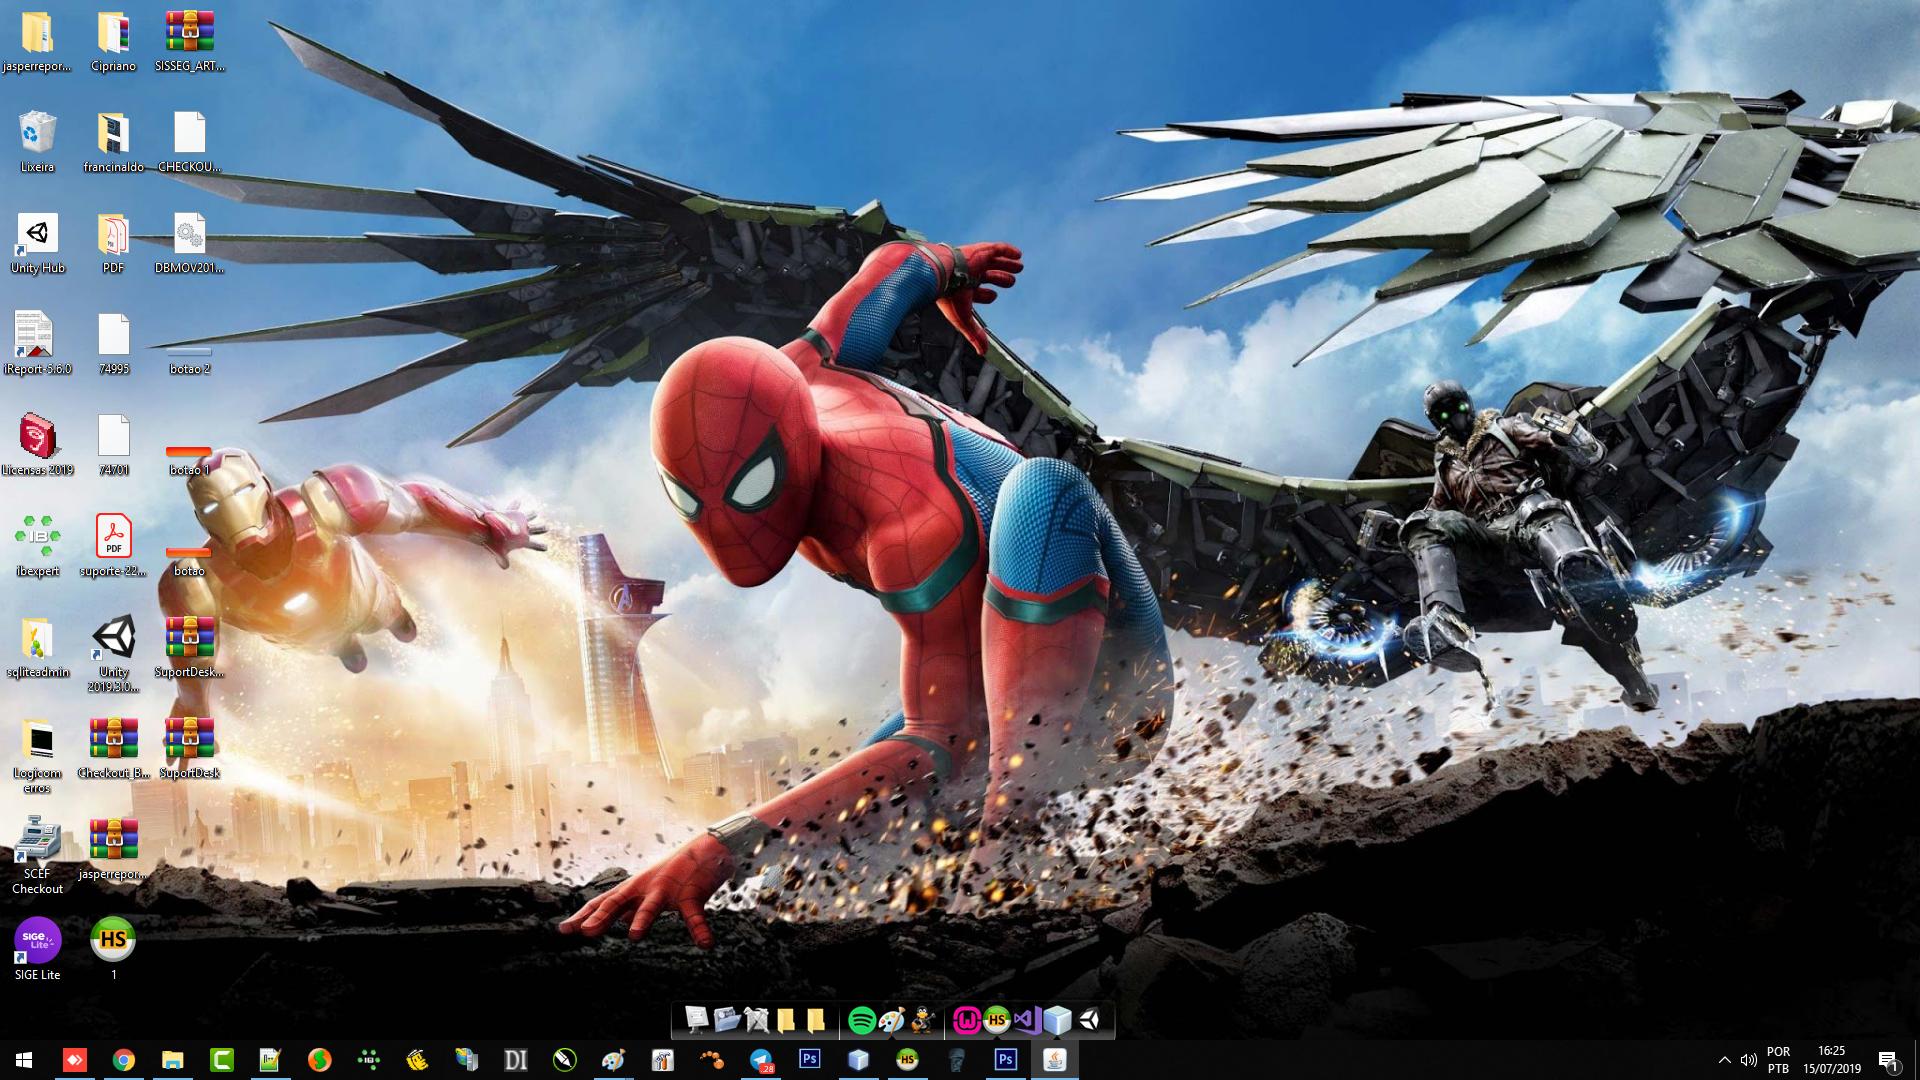 jasperrepor...
Cipriano
SISSEG_ART...
Lixeira
francinaldo
CHECKOU...
Unity Hub
PDF
DBMOV201...
iReport-5.6.0
74995
botao 2
Licensas 2019
74701
botao 1
IB
ibexpert
PDF
suporte-22...
botao
sqliteadmin
Unity
2019.3.0...
SuportDesk...
Logicom
erros
Checkout_B...
SuportDesk
SCEF
Checkout
jasperrepor...
SIGE
Lite
SIGE Lite
HS
1
HS
DI
.28
Ps
HS
Ps
POR
PTB
16:25
15/07/2019
1